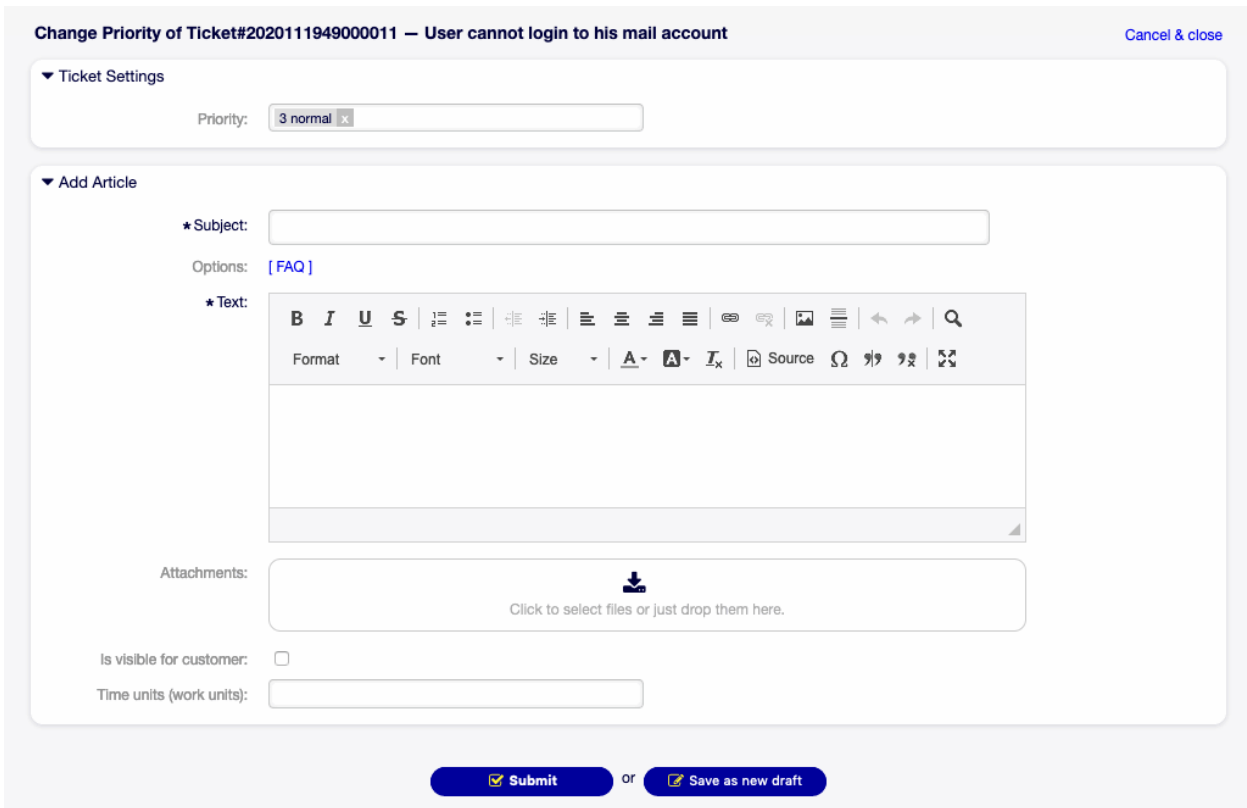 Change Priority of Ticket#2020111949000011 — User cannot login to his mail account
Cancel & close
Ticket Settings
Priority: 3 normal x
Add Article
* Subject:
Options: [ FAQ ]
* Text:
B I U S
Format Font Size A A Tx Source Ω
Attachments:
Click to select files or just drop them here.
Is visible for customer:
Time units (work units):
Submit or Save as new draft